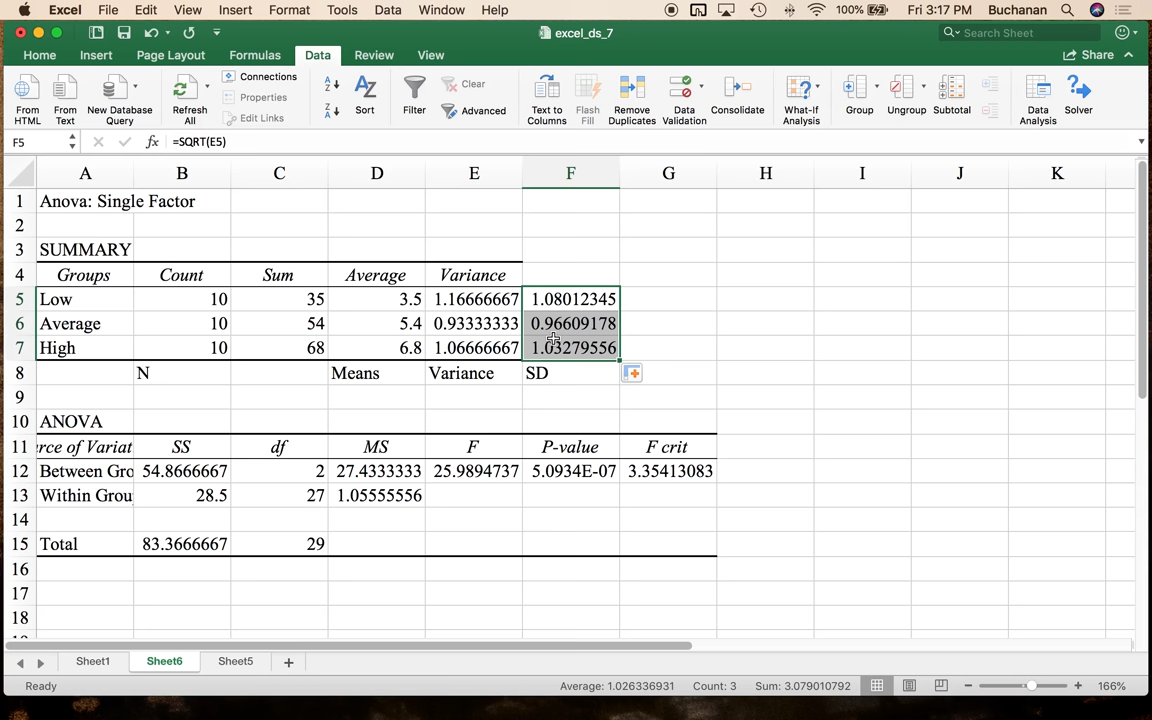 Excel File Edit View Insert Format Tools Data Window Help 100% Fri 3:17 PM Buchanan
excel_ds_7 Search Sheet
Home Insert Page Layout Formulas Data Review View Share
From HTML From Text New Database Query Refresh All Connections Properties Edit Links Sort Filter Clear Advanced Text to Columns Flash Fill Remove Duplicates Data Validation Consolidate What-If Analysis Group Ungroup Subtotal Data Analysis Solver
F5 fx =SQRT(E5)
A B C D E F G H I J K
1 Anova: Single Factor
2
3 SUMMARY
4 Groups Count Sum Average Variance
5 Low 10 35 3.5 1.16666667 1.08012345
6 Average 10 54 5.4 0.93333333 0.96609178
7 High 10 68 6.8 1.06666667 1.03279556
8 N Means Variance SD
9
10 ANOVA
11 rce of Variat SS df MS F P-value F crit
12 Between Gro 54.8666667 2 27.4333333 25.9894737 5.0934E-07 3.35413083
13 Within Grou 28.5 27 1.05555556
14
15 Total 83.3666667 29
16
17
18
Sheet1 Sheet6 Sheet5
Ready Average: 1.026336931 Count: 3 Sum: 3.079010792 166%